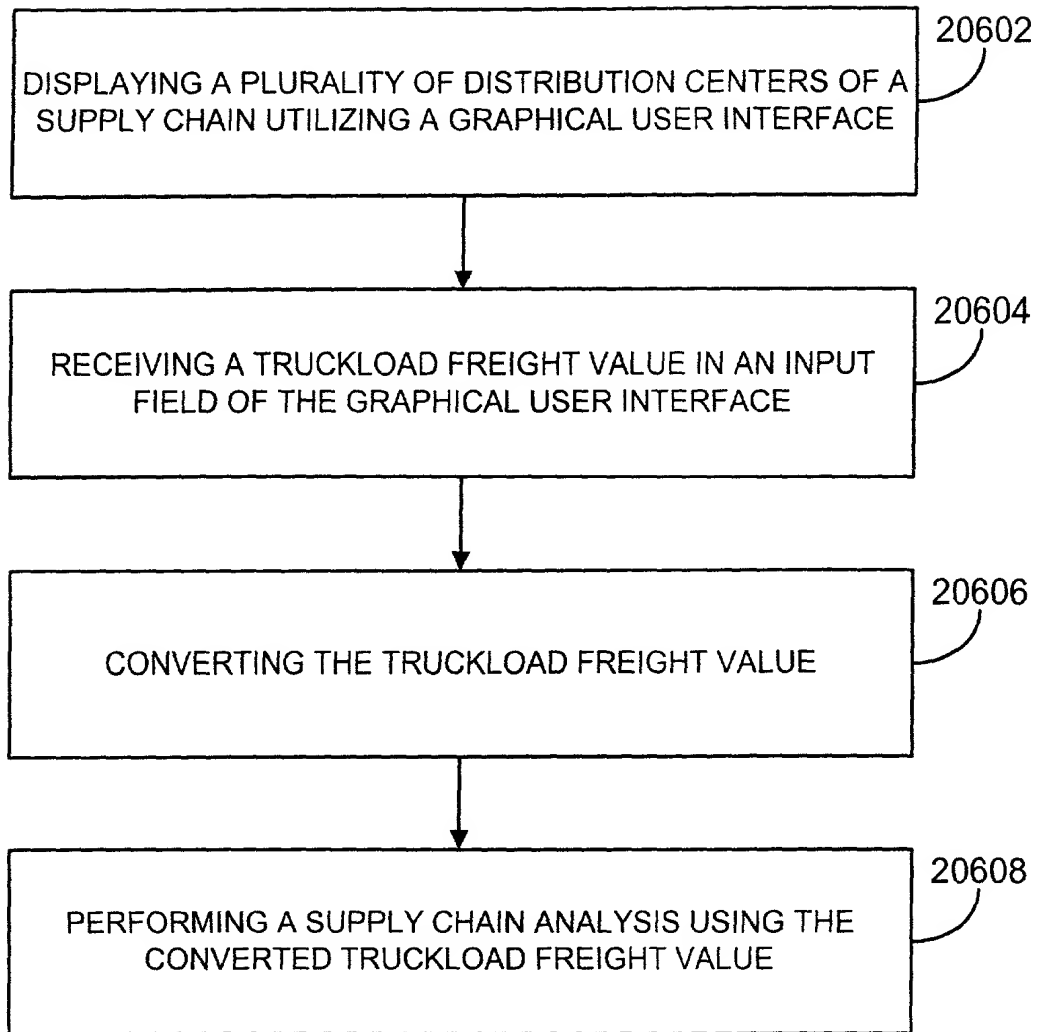 20602
DISPLAYING A PLURALITY OF DISTRIBUTION CENTERS OF A
SUPPLY CHAIN UTILIZING A GRAPHICAL USER INTERFACE
20604
RECEIVING A TRUCKLOAD FREIGHT VALUE IN AN INPUT
FIELD OF THE GRAPHICAL USER INTERFACE
20606
CONVERTING THE TRUCKLOAD FREIGHT VALUE
20608
PERFORMING A SUPPLY CHAIN ANALYSIS USING THE
CONVERTED TRUCKLOAD FREIGHT VALUE